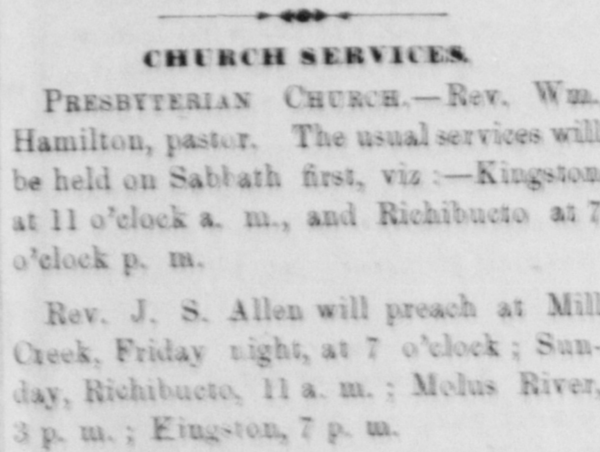 CHURCH SERVICES.
PRESBYTERIAN CHURCH.—Rev. Wm.
Hamilton, pastor. The usual services will
be held on Sabbath first, viz :—Kingston
at 11 o'clock a. m., and Richibucto at 7
o'clock p. m.
Rev. J. S. Allen will preach at Mill
Creek, Friday night, at 7 o'clock ; Sun-
day, Richibucto, 11 a. m. ; Molus River,
3 p. m. ; Kingston, 7 p. m.